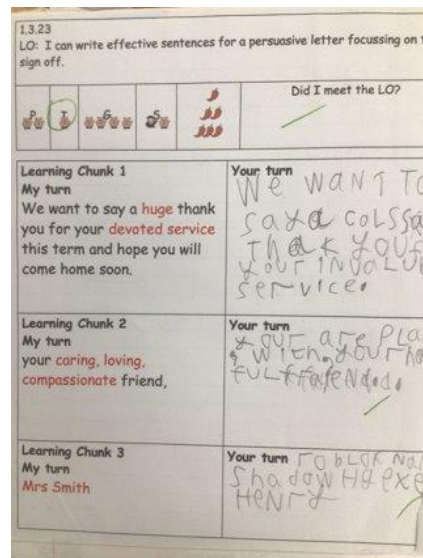 1.3.23
LO: I can write effective sentences for a persuasive letter focussing on
sign off.
P
I
G
S
Did I meet the LO?
Learning Chunk 1
My turn
We want to say a huge thank
you for your devoted service
this term and hope you will
come home soon.
Your turn
We WANT TO
say a colssa
Thak your
your
service.
Learning Chunk 2
My turn
your caring, loving,
compassionate friend,
Your turn
your are
with your
Learning Chunk 3
My turn
Mrs Smith
Your turn roblox
Shadow
Henry